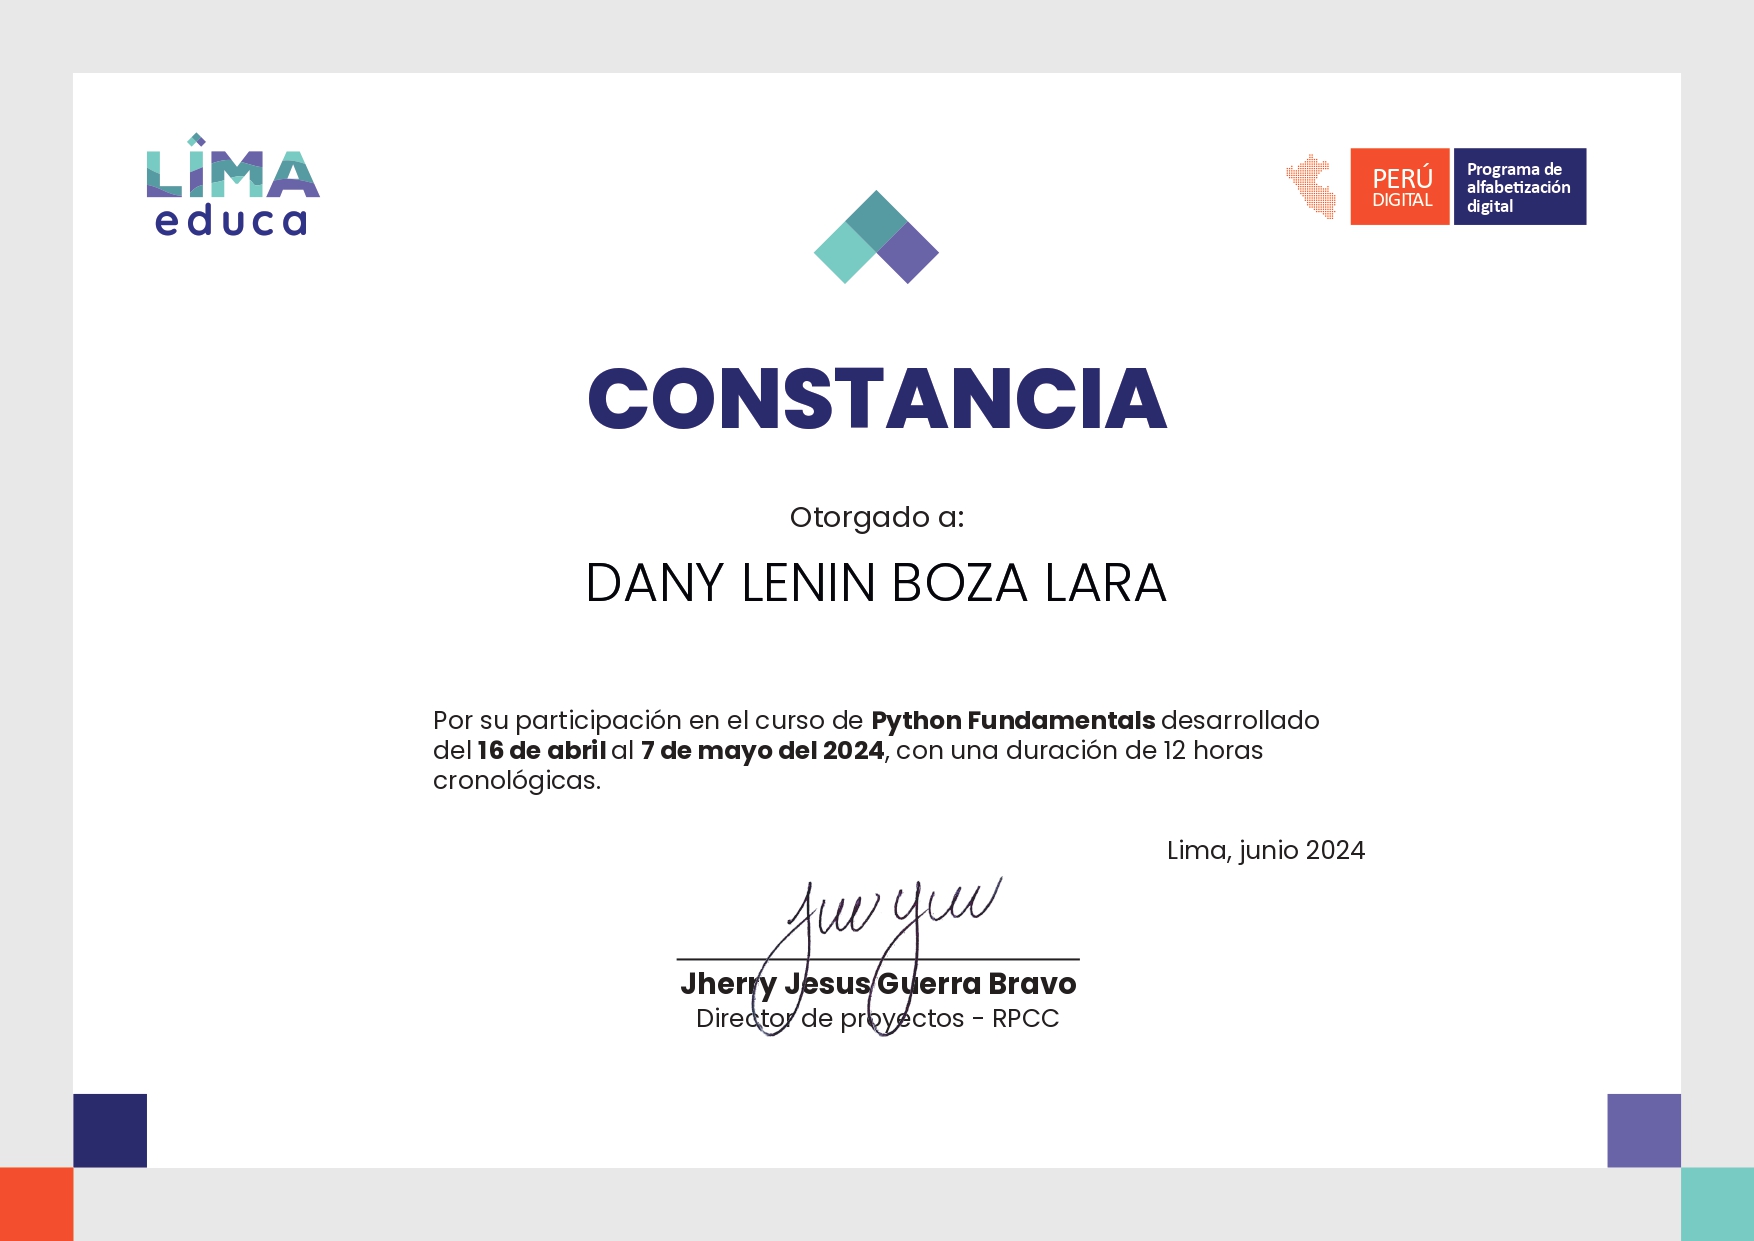 LIMA
educa
PERÚ
DIGITAL
Programa de
alfabetización
digital
CONSTANCIA
Otorgado a:
DANY LENIN BOZA LARA
Por su participación en el curso de Python Fundamentals desarrollado
del 16 de abril al 7 de mayo del 2024, con una duración de 12 horas
cronológicas.
Lima, junio 2024
Jherry Jesus Guerra Bravo
Director de proyectos - RPCC